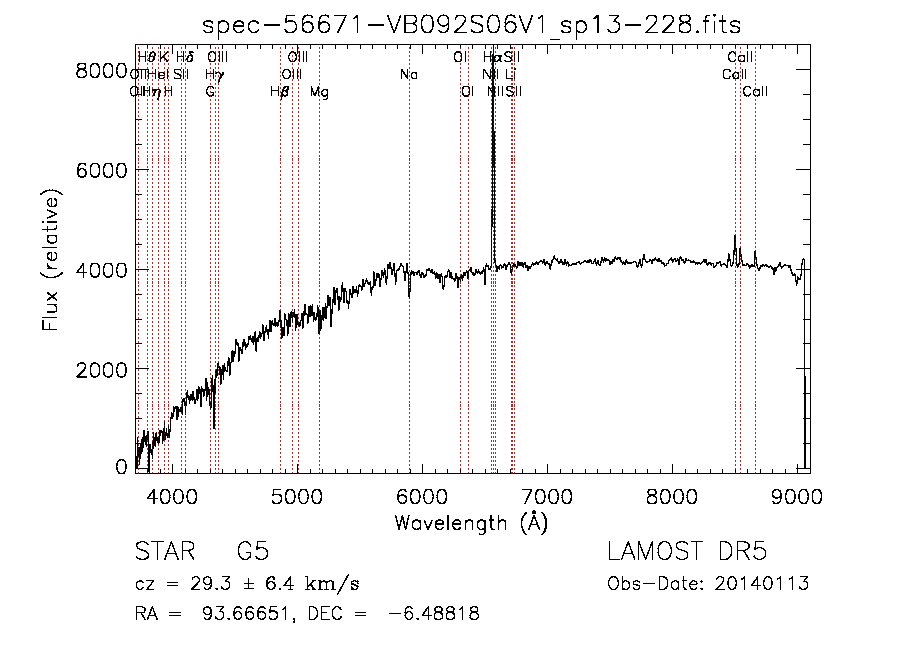 spec-56671-VB092S06V1_sp13-228.fits
Hθ K Hδ OIII OIII OI Hα SII CaII
OII HeI SII Hγ OIII Na NII Li CaII
OII Hη H G Hβ Mg OI NII SII CaII
8000
6000
4000
2000
0
Flux (relative)
4000 5000 6000 7000 8000 9000
Wavelength (Å)
STAR G5 LAMOST DR5
cz = 29.3 ± 6.4 km/s Obs-Date: 20140113
RA = 93.66651, DEC = -6.48818